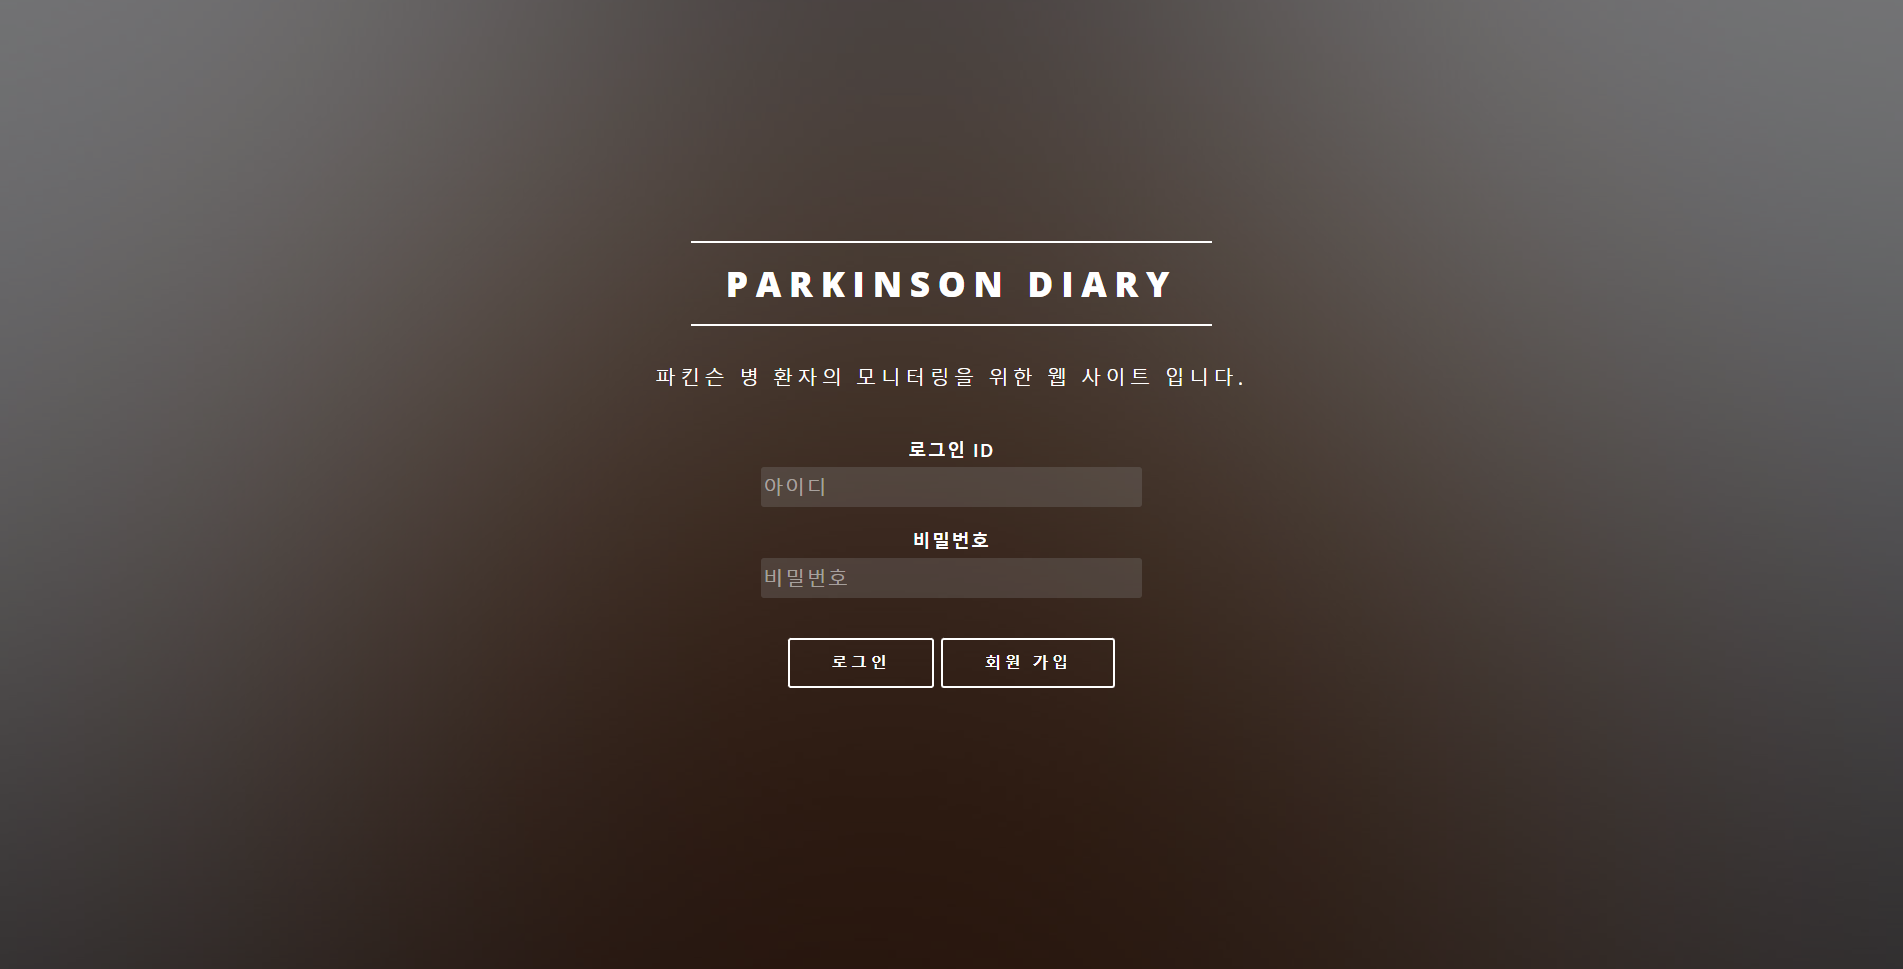 PARKINSON DIARY
파킨슨 병 환자의 모니터링을 위한 웹 사이트 입니다.
로그인 ID
아이디
비밀번호
비밀번호
로그인 회원 가입